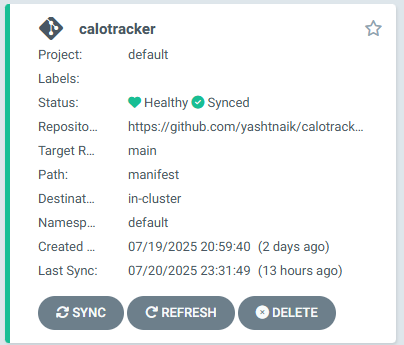 calotracker
Project: default
Labels:
Status: Healthy Synced
Reposito... https://github.com/yashtnaik/calotrack...
Target R... main
Path: manifest
Destinat... in-cluster
Namesp... default
Created ... 07/19/2025 20:59:40 (2 days ago)
Last Sync: 07/20/2025 23:31:49 (13 hours ago)
SYNC REFRESH DELETE